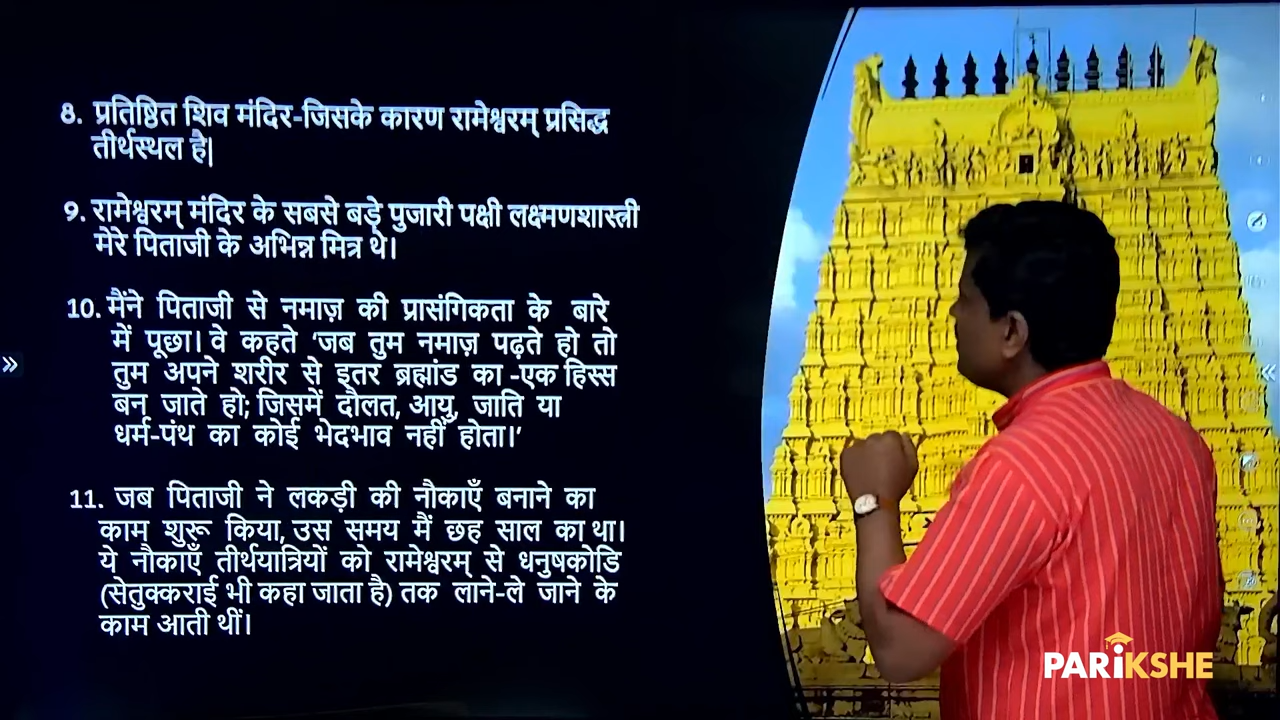 8. प्रतिष्ठित शिव मंदिर-जिसके कारण रामेश्वरम् प्रसिद्ध
तीर्थस्थल है|
9. रामेश्वरम् मंदिर के सबसे बड़े पुजारी पक्षी लक्ष्मणशास्त्री
मेरे पिताजी के अभिन्न मित्र थे।
10. मैंने पिताजी से नमाज़ की प्रासंगिकता के बारे
में पूछा। वे कहते ‘जब तुम नमाज़ पढ़ते हो तो
तुम अपने शरीर से इतर ब्रह्मांड का -एक हिस्स
बन जाते हो; जिसमें दौलत, आयु, जाति या
धर्म-पंथ का कोई भेदभाव नहीं होता।’
11. जब पिताजी ने लकड़ी की नौकाएँ बनाने का
काम शुरू किया, उस समय मैं छह साल का था।
ये नौकाएँ तीर्थयात्रियों को रामेश्वरम् से धनुषकोडि
(सेतुक्कराई भी कहा जाता है) तक लाने-ले जाने के
काम आती थीं।
PARiKSHE